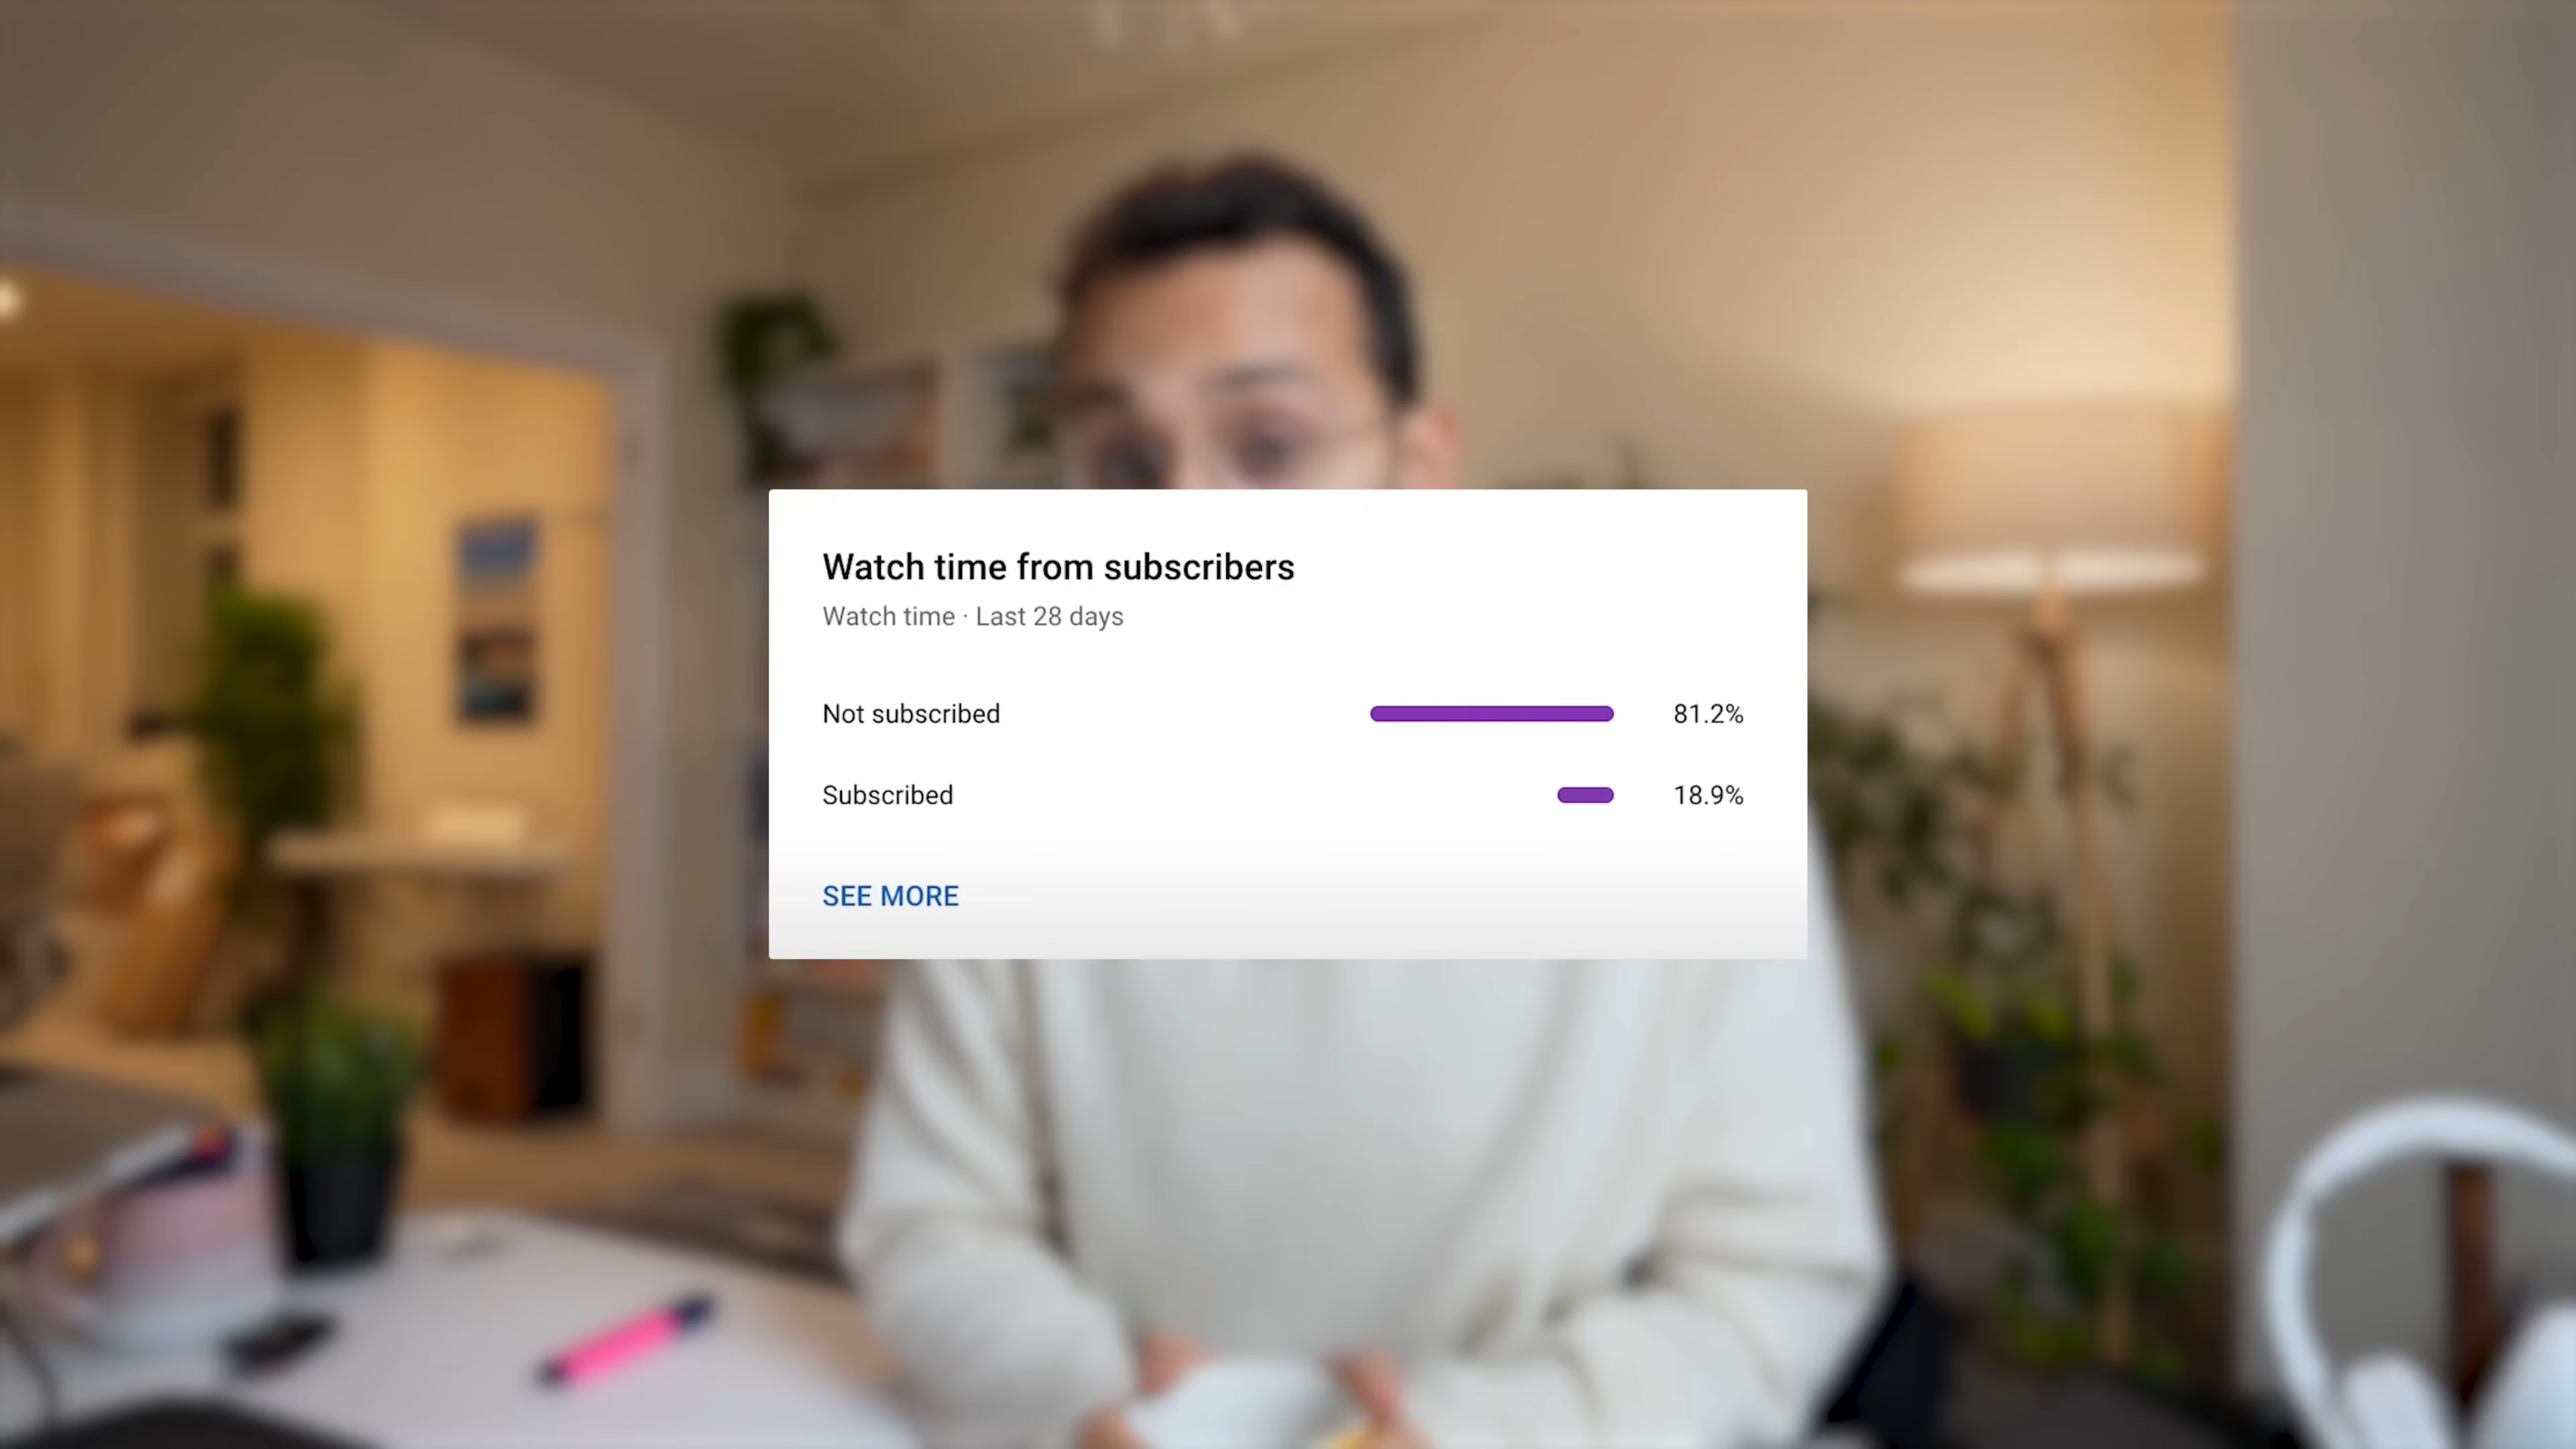 Watch time from subscribers
Watch time · Last 28 days
Not subscribed 81.2%
Subscribed 18.9%
SEE MORE